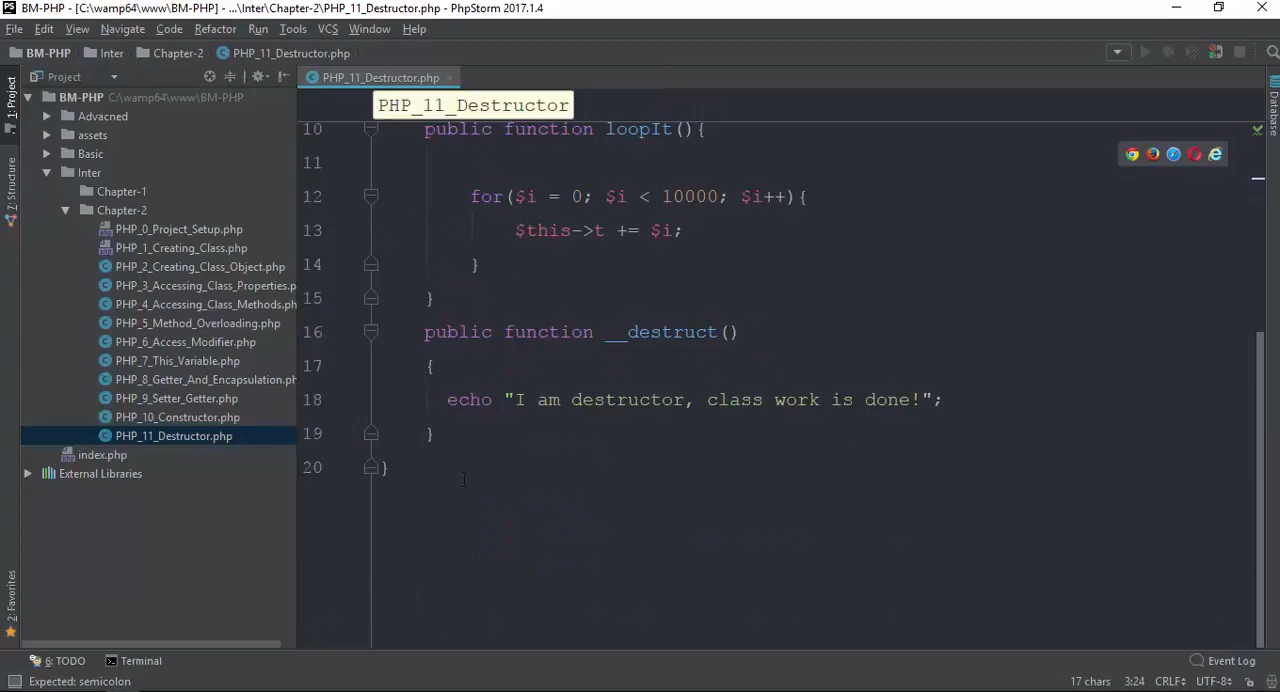 BM-PHP - [C:\wamp64\www\BM-PHP] - ...\Inter\Chapter-2\PHP_11_Destructor.php - PhpStorm 2017.1.4
File Edit View Navigate Code Refactor Run Tools VCS Window Help
BM-PHP Inter Chapter-2 PHP_11_Destructor.php
Project
PHP_11_Destructor.php
PHP_11_Destructor
1: Project
7: Structure
2: Favorites
BM-PHP C:\wamp64\www\BM-PHP
Advacned
assets
Basic
Inter
Chapter-1
Chapter-2
PHP_0_Project_Setup.php
PHP_1_Creating_Class.php
PHP_2_Creating_Class_Object.php
PHP_3_Accessing_Class_Properties.p
PHP_4_Accessing_Class_Methods.ph
PHP_5_Method_Overloading.php
PHP_6_Access_Modifier.php
PHP_7_This_Variable.php
PHP_8_Getter_And_Encapsulation.ph
PHP_9_Setter_Getter.php
PHP_10_Constructor.php
PHP_11_Destructor.php
index.php
External Libraries
10 public function loopIt(){
11
12 for($i = 0; $i < 10000; $i++){
13 $this->t += $i;
14 }
15 }
16 public function __destruct()
17 {
18 echo "I am destructor, class work is done!";
19 }
20 }
Database
6: TODO Terminal Event Log
Expected: semicolon 17 chars 3:24 CRLF UTF-8